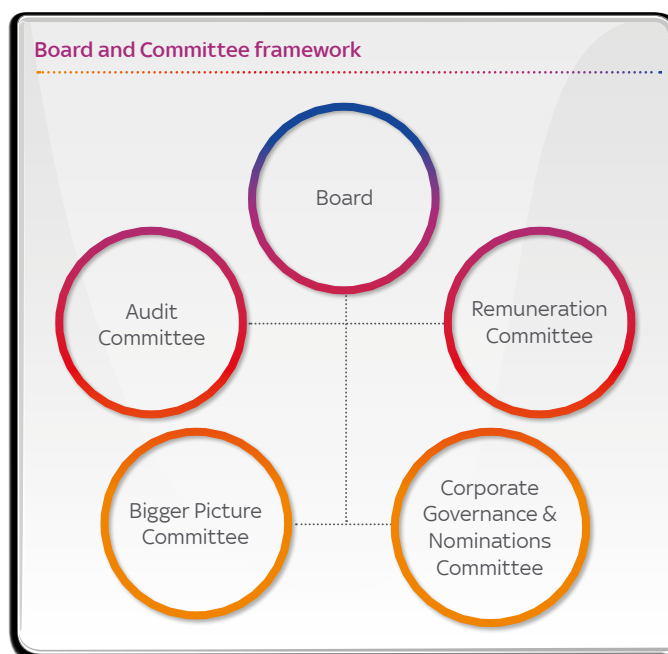 Board and Committee framework
Board
Audit
Committee
Remuneration
Committee
Bigger Picture
Committee
Corporate
Governance &
Nominations
Committee